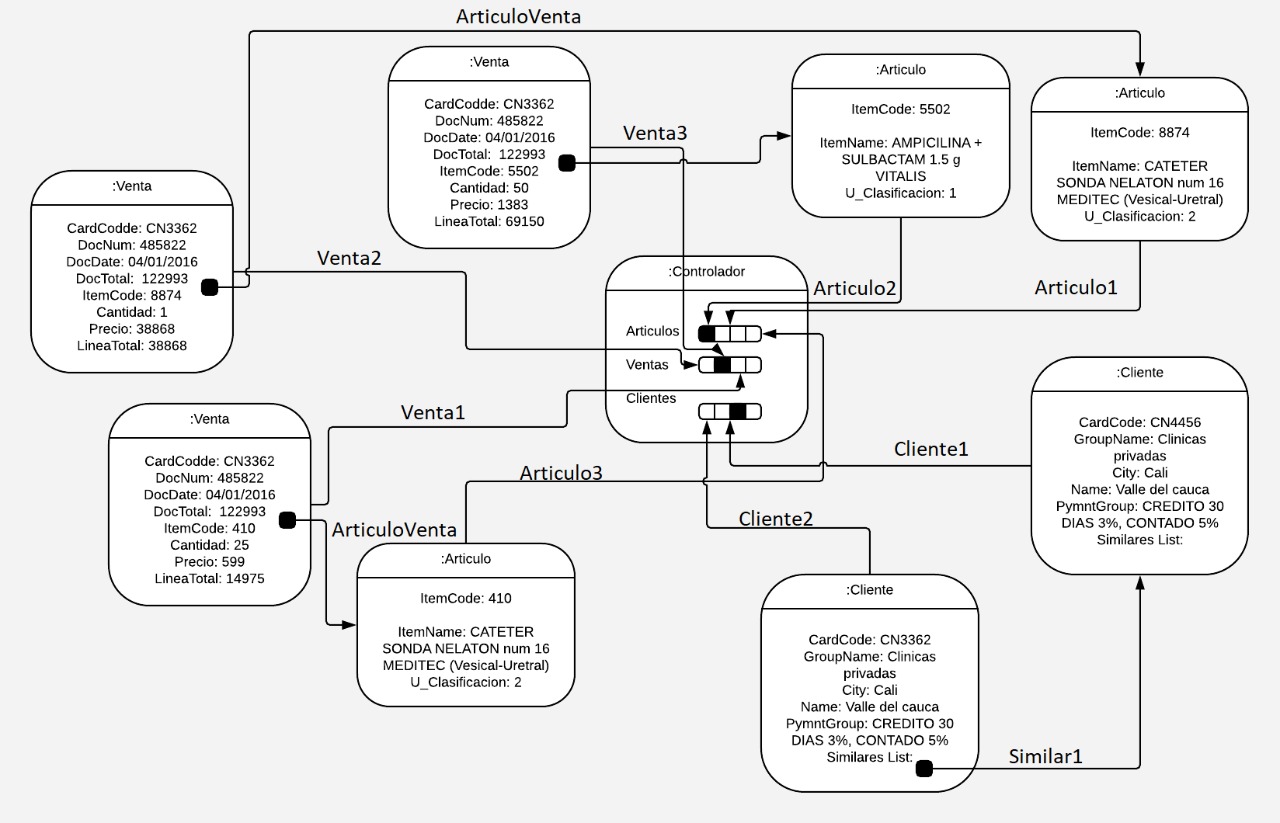 ArticuloVenta
:Venta
CardCodde: CN3362
DocNum: 485822
DocDate: 04/01/2016
DocTotal:  122993
ItemCode: 5502
Cantidad: 50
Precio: 1383
LineaTotal: 69150
Venta3
:Articulo
ItemCode: 5502
ItemName: AMPICILINA +
SULBACTAM 1.5 g
VITALIS
U_Clasificacion: 1
:Articulo
ItemCode: 8874
ItemName: CATETER
SONDA NELATON num 16
MEDITEC (Vesical-Uretral)
U_Clasificacion: 2
:Venta
CardCodde: CN3362
DocNum: 485822
DocDate: 04/01/2016
DocTotal:  122993
ItemCode: 8874
Cantidad: 1
Precio: 38868
LineaTotal: 38868
Venta2
:Controlador
Articulos
Ventas
Clientes
Articulo2
Articulo1
:Venta
CardCodde: CN3362
DocNum: 485822
DocDate: 04/01/2016
DocTotal:  122993
ItemCode: 410
Cantidad: 25
Precio: 599
LineaTotal: 14975
Venta1
Articulo3
ArticuloVenta
:Articulo
ItemCode: 410
ItemName: CATETER
SONDA NELATON num 16
MEDITEC (Vesical-Uretral)
U_Clasificacion: 2
Cliente1
Cliente2
:Cliente
CardCode: CN4456
GroupName: Clinicas
privadas
City: Cali
Name: Valle del cauca
PymntGroup: CREDITO 30
DIAS 3%, CONTADO 5%
Similares List:
:Cliente
CardCode: CN3362
GroupName: Clinicas
privadas
City: Cali
Name: Valle del cauca
PymntGroup: CREDITO 30
DIAS 3%, CONTADO 5%
Similares List:
Similar1